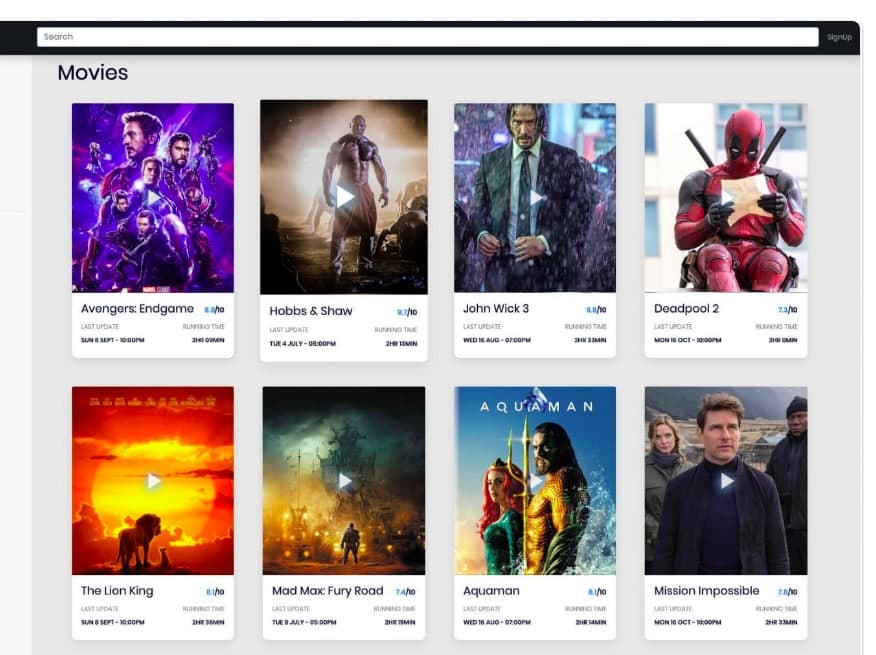 Search
SignUp
Movies
Avengers: Endgame 8.8/10
LAST UPDATE RUNNING TIME
SUN 8 SEPT - 10:00PM 2HR 09MIN
Hobbs & Shaw 9.7/10
LAST UPDATE RUNNING TIME
TUE 4 JULY - 05:00PM 2HR 13MIN
John Wick 3 9.8/10
LAST UPDATE RUNNING TIME
WED 16 AUG - 07:00PM 2HR 33MIN
Deadpool 2 7.3/10
LAST UPDATE RUNNING TIME
MON 16 OCT - 10:00PM 3HR 0MIN
AQUAMAN
The Lion King 8.1/10
LAST UPDATE RUNNING TIME
SUN 8 SEPT - 10:00PM 2HR 36MIN
Mad Max: Fury Road 7.4/10
LAST UPDATE RUNNING TIME
TUE 8 JULY - 05:00PM 2HR 19MIN
Aquaman 8.1/10
LAST UPDATE RUNNING TIME
WED 16 AUG - 07:00PM 2HR 14MIN
Mission Impossible 7.8/10
LAST UPDATE RUNNING TIME
MON 16 OCT - 10:00PM 2HR 33MIN